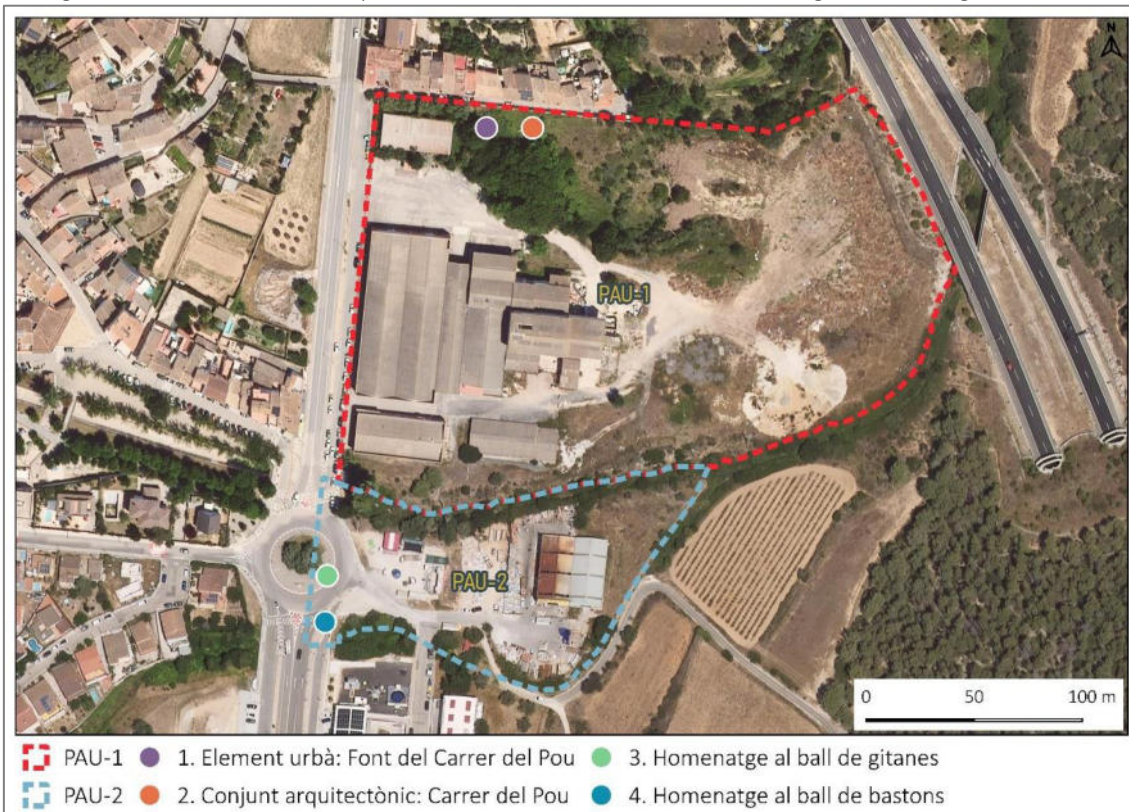 N
PAU-1
PAU-2
0 50 100 m
PAU-1 1. Element urbà: Font del Carrer del Pou 3. Homenatge al ball de gitanes
PAU-2 2. Conjunt arquitectònic: Carrer del Pou 4. Homenatge al ball de bastons